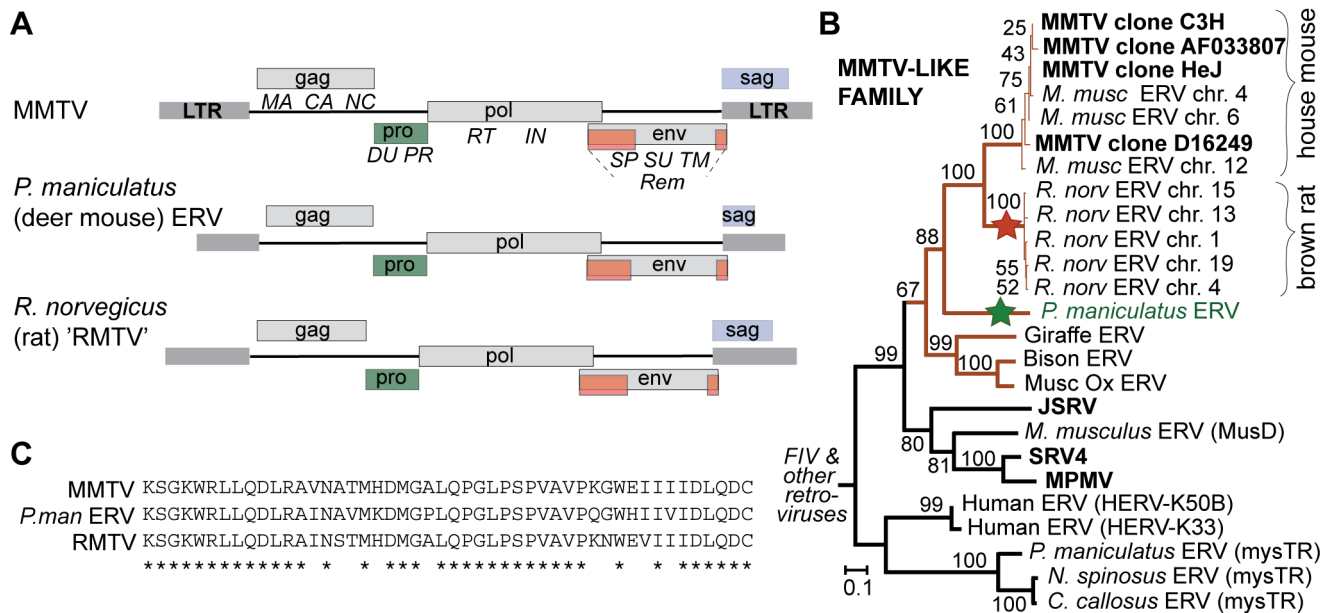 A
MMTV
gag
MA CA NC
LTR
pro
DU PR
pol
RT IN
env
SP SU TM
Rem
sag
LTR
P. maniculatus
(deer mouse) ERV
gag
pro
pol
env
sag
R. norvegicus
(rat) 'RMTV'
gag
pro
pol
env
sag
B
MMTV-LIKE
FAMILY
MMTV clone C3H
MMTV clone AF033807
MMTV clone HeJ
M. musc ERV chr. 4
M. musc ERV chr. 6
MMTV clone D16249
M. musc ERV chr. 12
house mouse
R. norv ERV chr. 15
R. norv ERV chr. 13
R. norv ERV chr. 1
R. norv ERV chr. 19
R. norv ERV chr. 4
brown rat
P. maniculatus ERV
Giraffe ERV
Bison ERV
Musc Ox ERV
JSRV
M. musculus ERV (MusD)
SRV4
MPMV
Human ERV (HERV-K50B)
Human ERV (HERV-K33)
P. maniculatus ERV (mysTR)
N. spinosus ERV (mysTR)
C. callosus ERV (mysTR)
25
43
75
61
100
100
100
55
52
88
67
99
100
99
80
81
100
99
100
100
FIV &
other
retro-
viruses
0.1
C
MMTV KSGKWRLLQDLRAVNATMHDMGALQPGLPSPVAVPKGWEIIIIDLQDC
P.man ERV KSGKWRLLQDLRAINAVMKDMGPLQPGLPSPVAVPQGWHIIVIDLQDC
RMTV KSGKWRLLQDLRAINSTMHDMGALQPGLPSPVAVPKNWEVIIIDLQDC
************* *  * *** ************  *  * ******